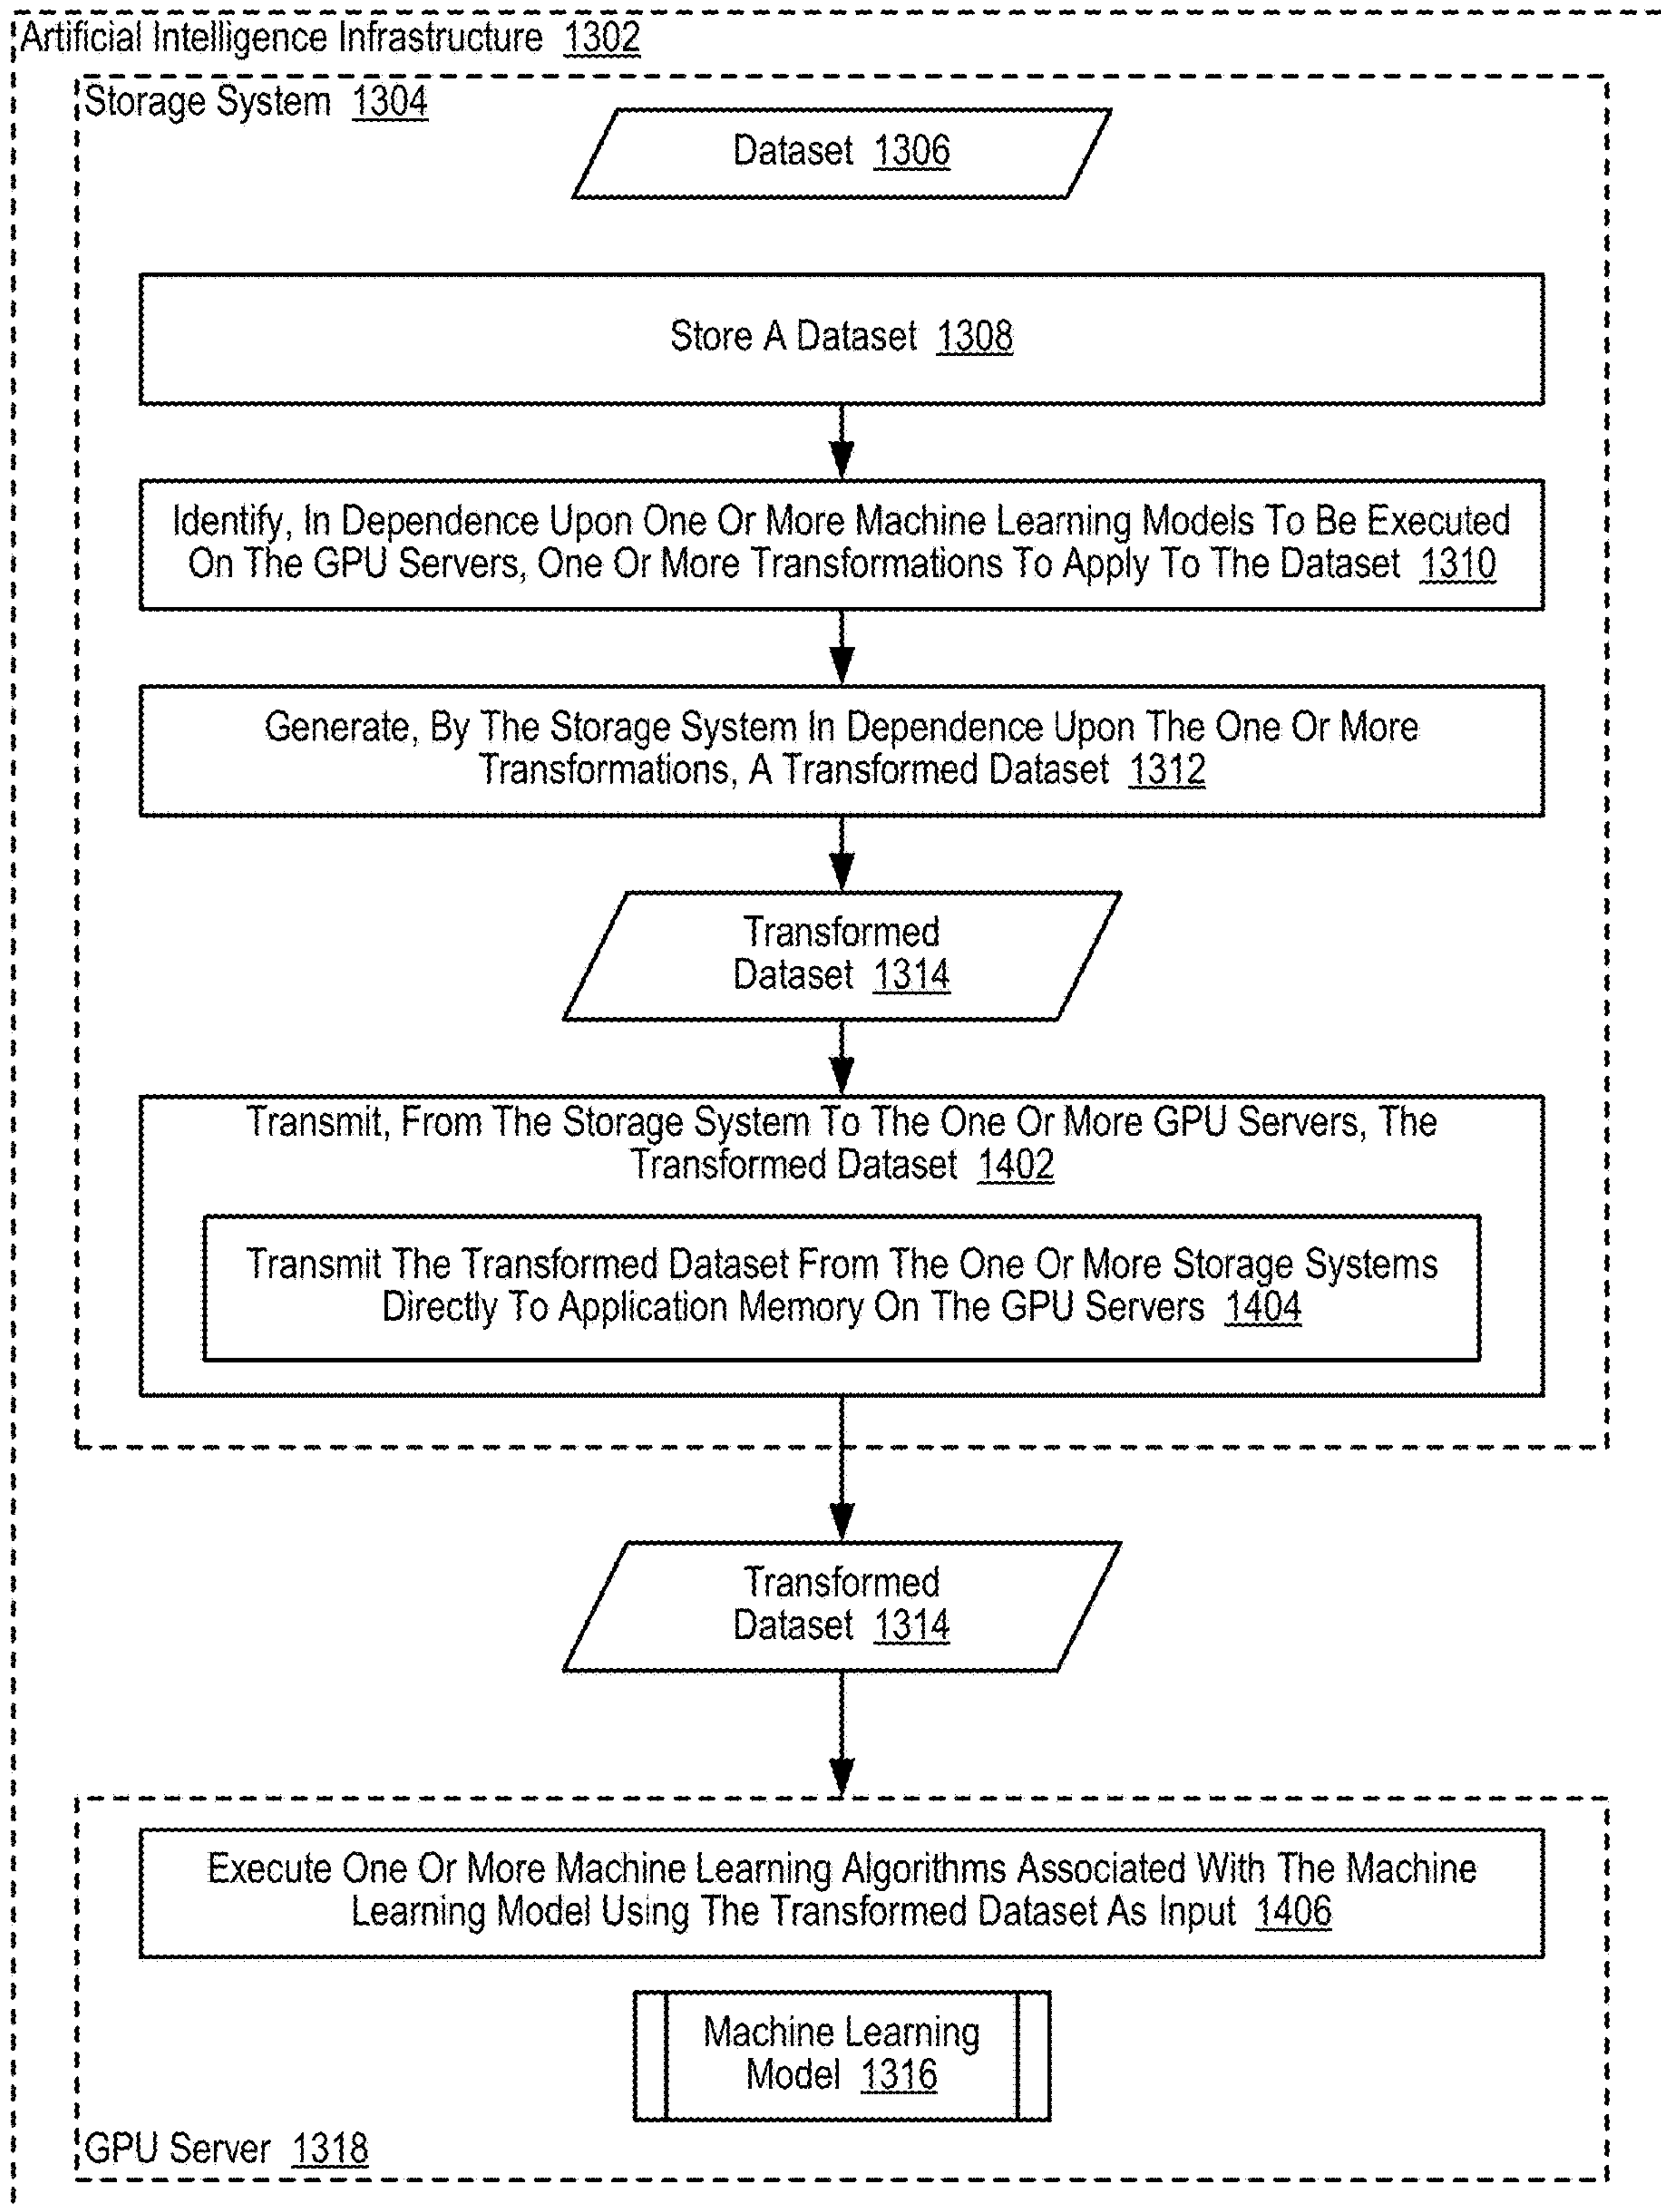 Artificial Intelligence Infrastructure 1302
Storage System 1304
Dataset 1306
Store A Dataset 1308
Identify, In Dependence Upon One Or More Machine Learning Models To Be Executed
On The GPU Servers, One Or More Transformations To Apply To The Dataset 1310
Generate, By The Storage System In Dependence Upon The One Or More
Transformations, A Transformed Dataset 1312
Transformed
Dataset 1314
Transmit, From The Storage System To The One Or More GPU Servers, The
Transformed Dataset 1402
Transmit The Transformed Dataset From The One Or More Storage Systems
Directly To Application Memory On The GPU Servers 1404
Transformed
Dataset 1314
Execute One Or More Machine Learning Algorithms Associated With The Machine
Learning Model Using The Transformed Dataset As Input 1406
Machine Learning
Model 1316
GPU Server 1318